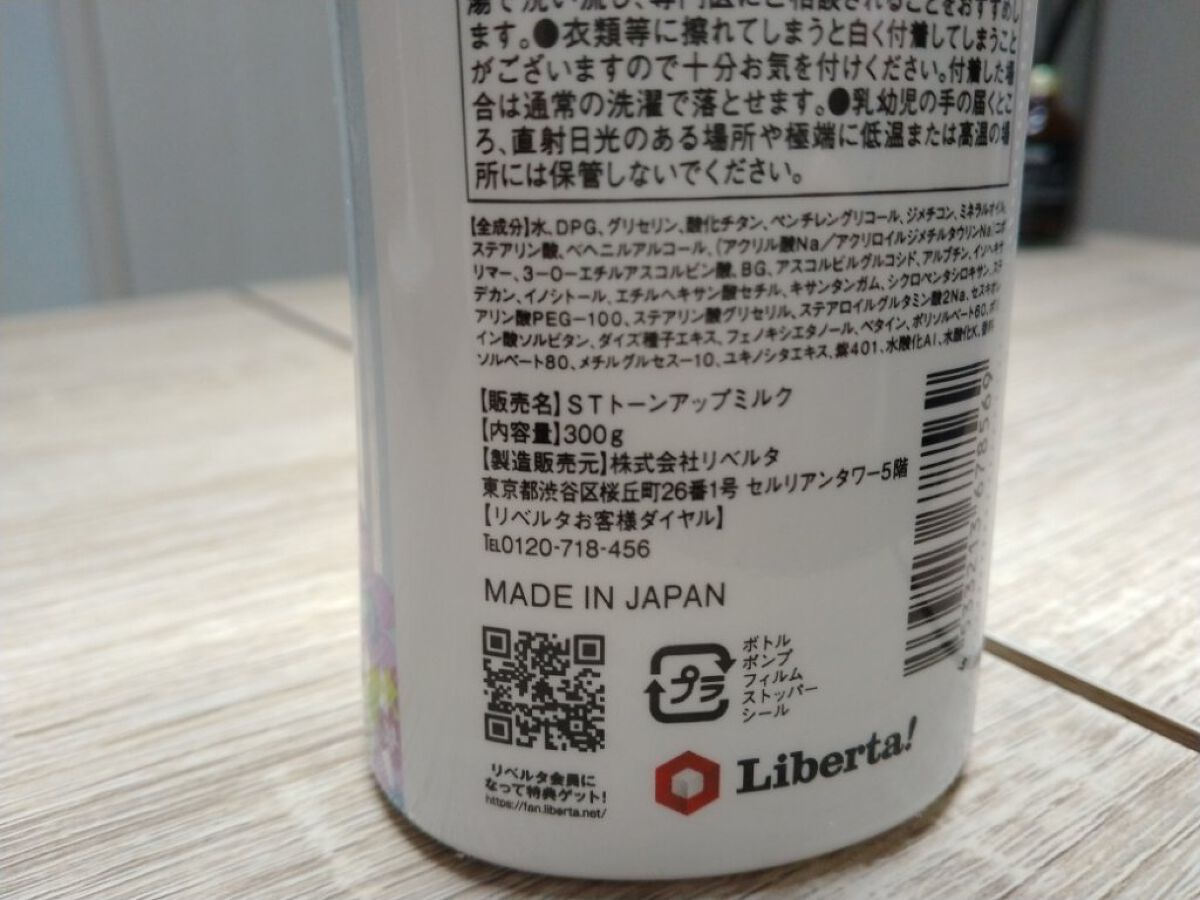 湯で洗い流し、専門医にご相談されることをおすすめし
ます。●衣類等に擦れてしまうと白く付着してしまうこと
がございますので十分お気を付けください。付着した場
合は通常の洗濯で落とせます。●乳幼児の手の届くとこ
ろ、直射日光のある場所や極端に低温または高温の場
所には保管しないでください。
【全成分】水、DPG、グリセリン、酸化チタン、ペンチレングリコール、ジメチコン、ミネラルオイル、
ステアリン酸、ベヘニルアルコール、(アクリル酸Na/アクリロイルジメチルタウリンNa)コポ
リマー、3-O-エチルアスコルビン酸、BG、アスコルビルグルコシド、アルブチン、イソヘキサ
デカン、イノシトール、エチルヘキサン酸セチル、キサンタンガム、シクロペンタシロキサン、ステ
アリン酸PEG-100、ステアリン酸グリセリル、ステアロイルグルタミン酸2Na、セスキオレ
イン酸ソルビタン、ダイズ種子エキス、フェノキシエタノール、ベタイン、ポリソルベート60、ポリ
ソルベート80、メチルグルセス-10、ユキノシタエキス、紫401、水酸化Al、水酸化K、香料
【販売名】STトーンアップミルク
【内容量】300g
【製造販売元】株式会社リベルタ
東京都渋谷区桜丘町26番1号 セルリアンタワー5階
【リベルタお客様ダイヤル】
℡0120-718-456
MADE IN JAPAN
プラ
ボトル
ポンプ
フィルム
ストッパー
シール
リベルタ会員に
なって特典ゲット!
https://fan.liberta.net/
Liberta!